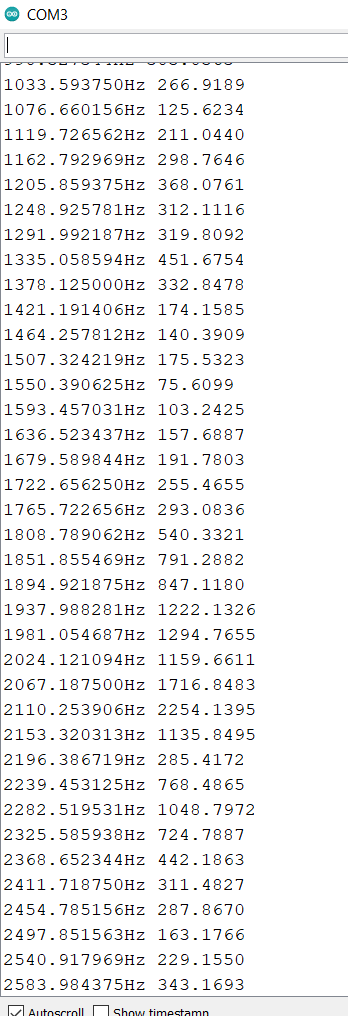 COM3
1033.593750Hz 266.9189
1076.660156Hz 125.6234
1119.726562Hz 211.0440
1162.792969Hz 298.7646
1205.859375Hz 368.0761
1248.925781Hz 312.1116
1291.992187Hz 319.8092
1335.058594Hz 451.6754
1378.125000Hz 332.8478
1421.191406Hz 174.1585
1464.257812Hz 140.3909
1507.324219Hz 175.5323
1550.390625Hz 75.6099
1593.457031Hz 103.2425
1636.523437Hz 157.6887
1679.589844Hz 191.7803
1722.656250Hz 255.4655
1765.722656Hz 293.0836
1808.789062Hz 540.3321
1851.855469Hz 791.2882
1894.921875Hz 847.1180
1937.988281Hz 1222.1326
1981.054687Hz 1294.7655
2024.121094Hz 1159.6611
2067.187500Hz 1716.8483
2110.253906Hz 2254.1395
2153.320313Hz 1135.8495
2196.386719Hz 285.4172
2239.453125Hz 768.4865
2282.519531Hz 1048.7972
2325.585938Hz 724.7887
2368.652344Hz 442.1863
2411.718750Hz 311.4827
2454.785156Hz 287.8670
2497.851563Hz 163.1766
2540.917969Hz 229.1550
2583.984375Hz 343.1693
Autoscroll Show timestamp